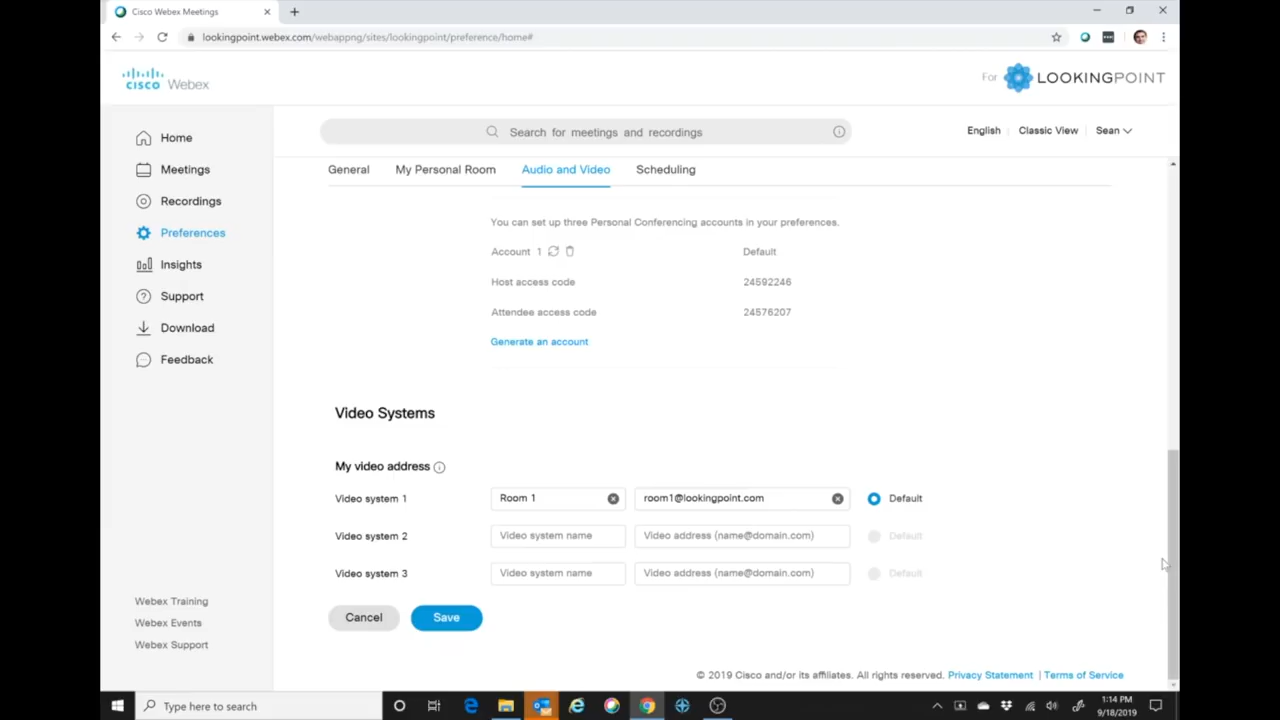 Cisco Webex Meetings
lookingpoint.webex.com/webappng/sites/lookingpoint/preference/home#
cisco Webex
For LOOKINGPOINT
Search for meetings and recordings
English
Classic View
Sean
Home
Meetings
Recordings
Preferences
Insights
Support
Download
Feedback
Webex Training
Webex Events
Webex Support
General
My Personal Room
Audio and Video
Scheduling
You can set up three Personal Conferencing accounts in your preferences.
Account 1 Default
Host access code 24592246
Attendee access code 24576207
Generate an account
Video Systems
My video address
Video system 1 Room 1 room1@lookingpoint.com Default
Video system 2 Video system name Video address (name@domain.com) Default
Video system 3 Video system name Video address (name@domain.com) Default
Cancel Save
© 2019 Cisco and/or its affiliates. All rights reserved. Privacy Statement | Terms of Service
Type here to search
1:14 PM
9/18/2019